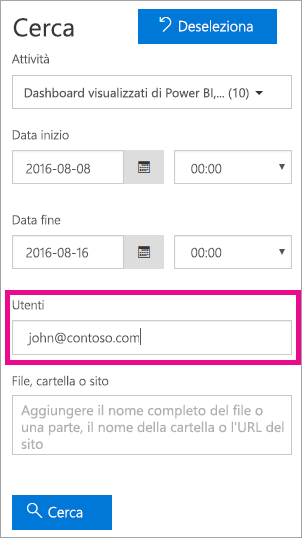 Cerca
Deseleziona
Attività
Dashboard visualizzati di Power BI,... (10)
Data inizio
2016-08-08
00:00
Data fine
2016-08-16
00:00
Utenti
john@contoso.com
File, cartella o sito
Aggiungere il nome completo del file o
una parte, il nome della cartella o l'URL del
sito
Cerca